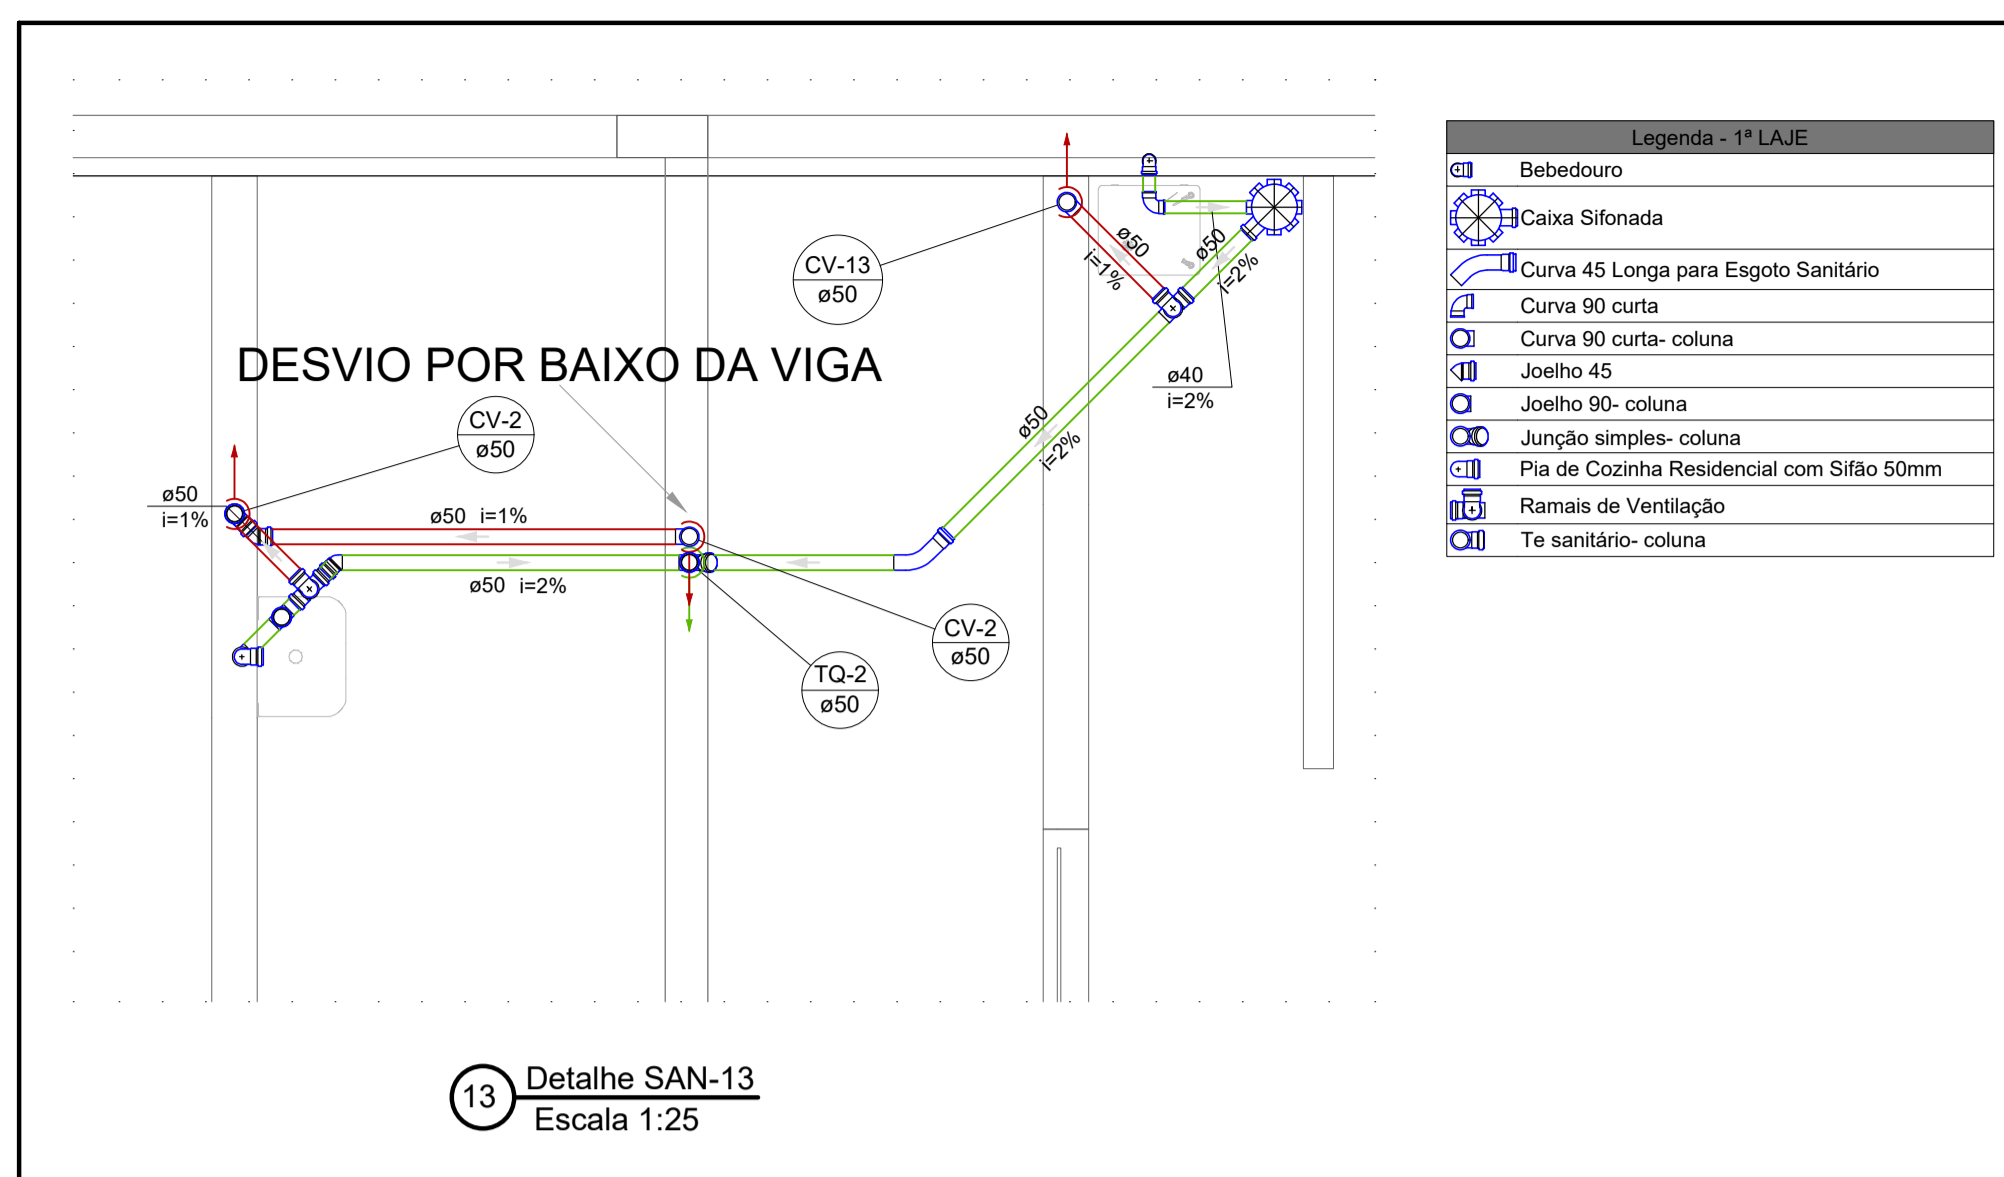 Legenda - 1ª LAJE
Bebedouro
Caixa Sifonada
Curva 45 Longa para Esgoto Sanitário
Curva 90 curta
Curva 90 curta- coluna
Joelho 45
Joelho 90- coluna
Junção simples- coluna
Pia de Cozinha Residencial com Sifão 50mm
Ramais de Ventilação
Te sanitário- coluna
CV-13
ø50
ø50
i=1%
ø50
i=2%
ø40
i=2%
ø50
i=2%
DESVIO POR BAIXO DA VIGA
CV-2
ø50
ø50
i=1%
ø50 i=1%
ø50 i=2%
CV-2
ø50
TQ-2
ø50
13
Detalhe SAN-13
Escala 1:25